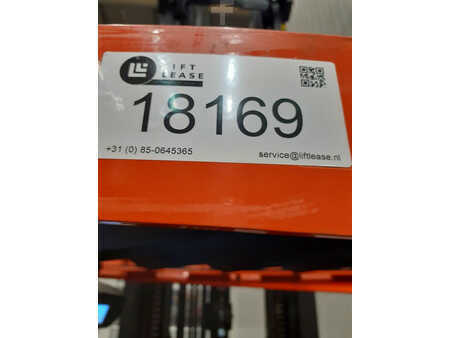 LIFT
LEASE
18169
+31 (0) 85-0645365
service@liftlease.nl